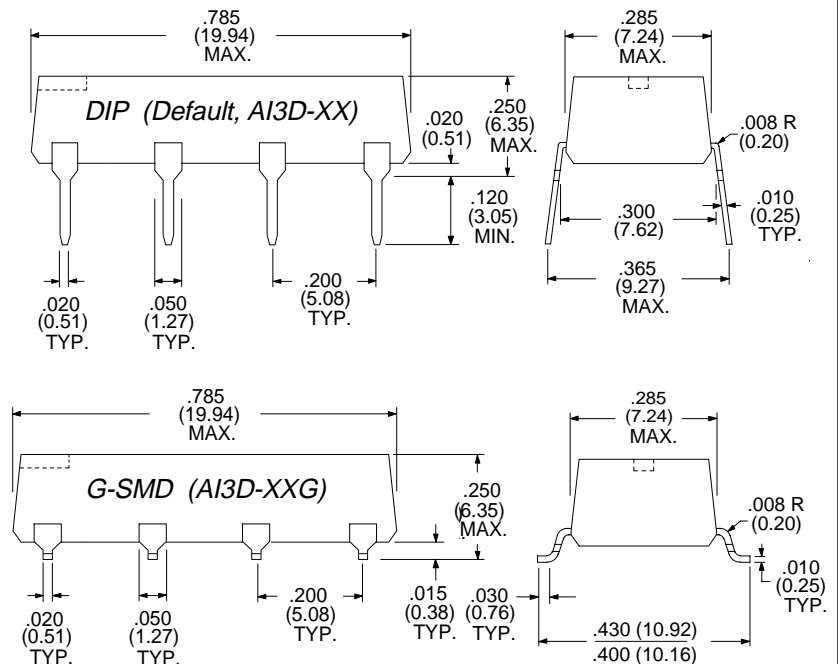 .785
(19.94)
MAX.
DIP (Default, AI3D-XX)
.020
(0.51)
.250
(6.35)
MAX.
.120
(3.05)
MIN.
.020
(0.51)
TYP.
.050
(1.27)
TYP.
.200
(5.08)
TYP.
.285
(7.24)
MAX.
.008 R
(0.20)
.010
(0.25)
TYP.
.300
(7.62)
.365
(9.27)
MAX.
.785
(19.94)
MAX.
G-SMD (AI3D-XXG)
.250
(6.35)
MAX.
.020
(0.51)
TYP.
.050
(1.27)
TYP.
.200
(5.08)
TYP.
.015
(0.38)
TYP.
.285
(7.24)
MAX.
.008 R
(0.20)
.010
(0.25)
TYP.
.030
(0.76)
TYP.
.430 (10.92)
.400 (10.16)